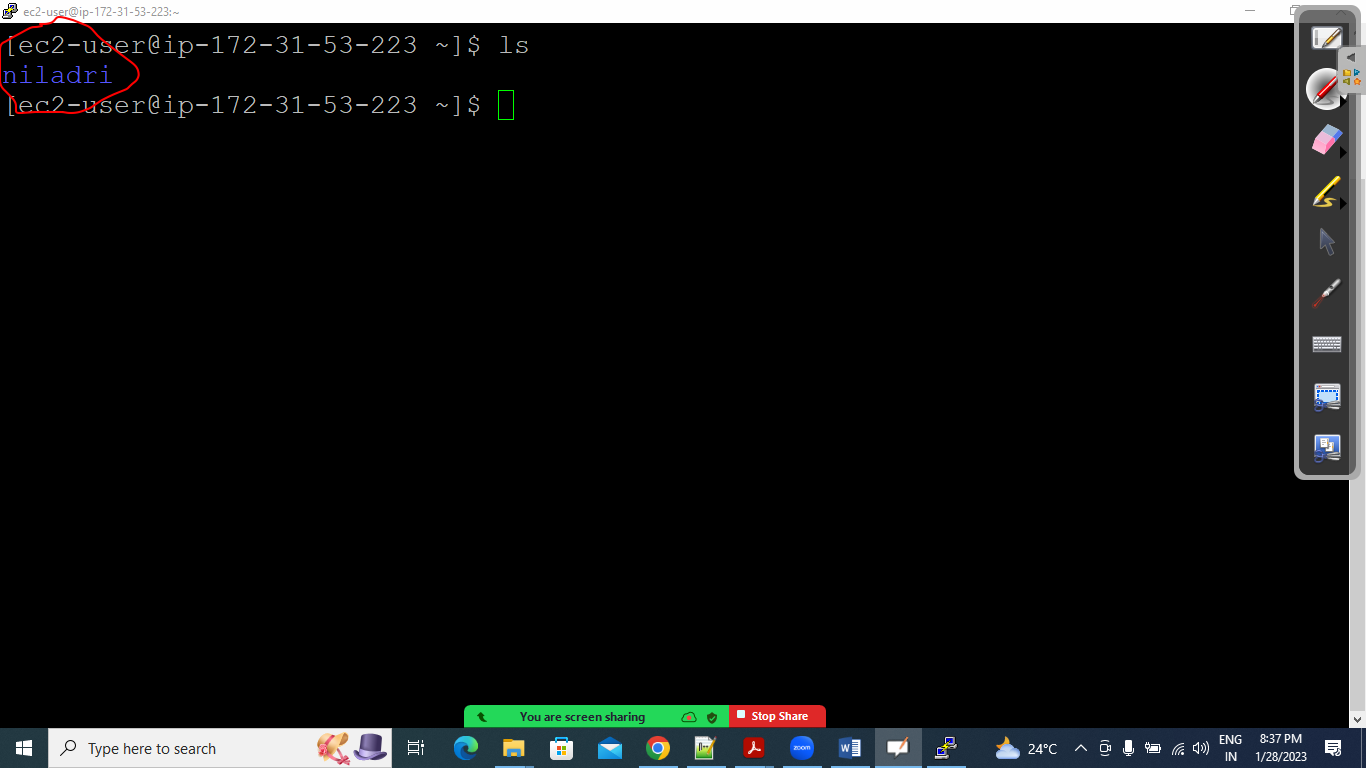 ec2-user@ip-172-31-53-223:~
[ec2-user@ip-172-31-53-223 ~]$ ls
niladri
[ec2-user@ip-172-31-53-223 ~]$
You are screen sharing
Stop Share
Type here to search
zoom
24°C
ENG
IN
8:37 PM
1/28/2023